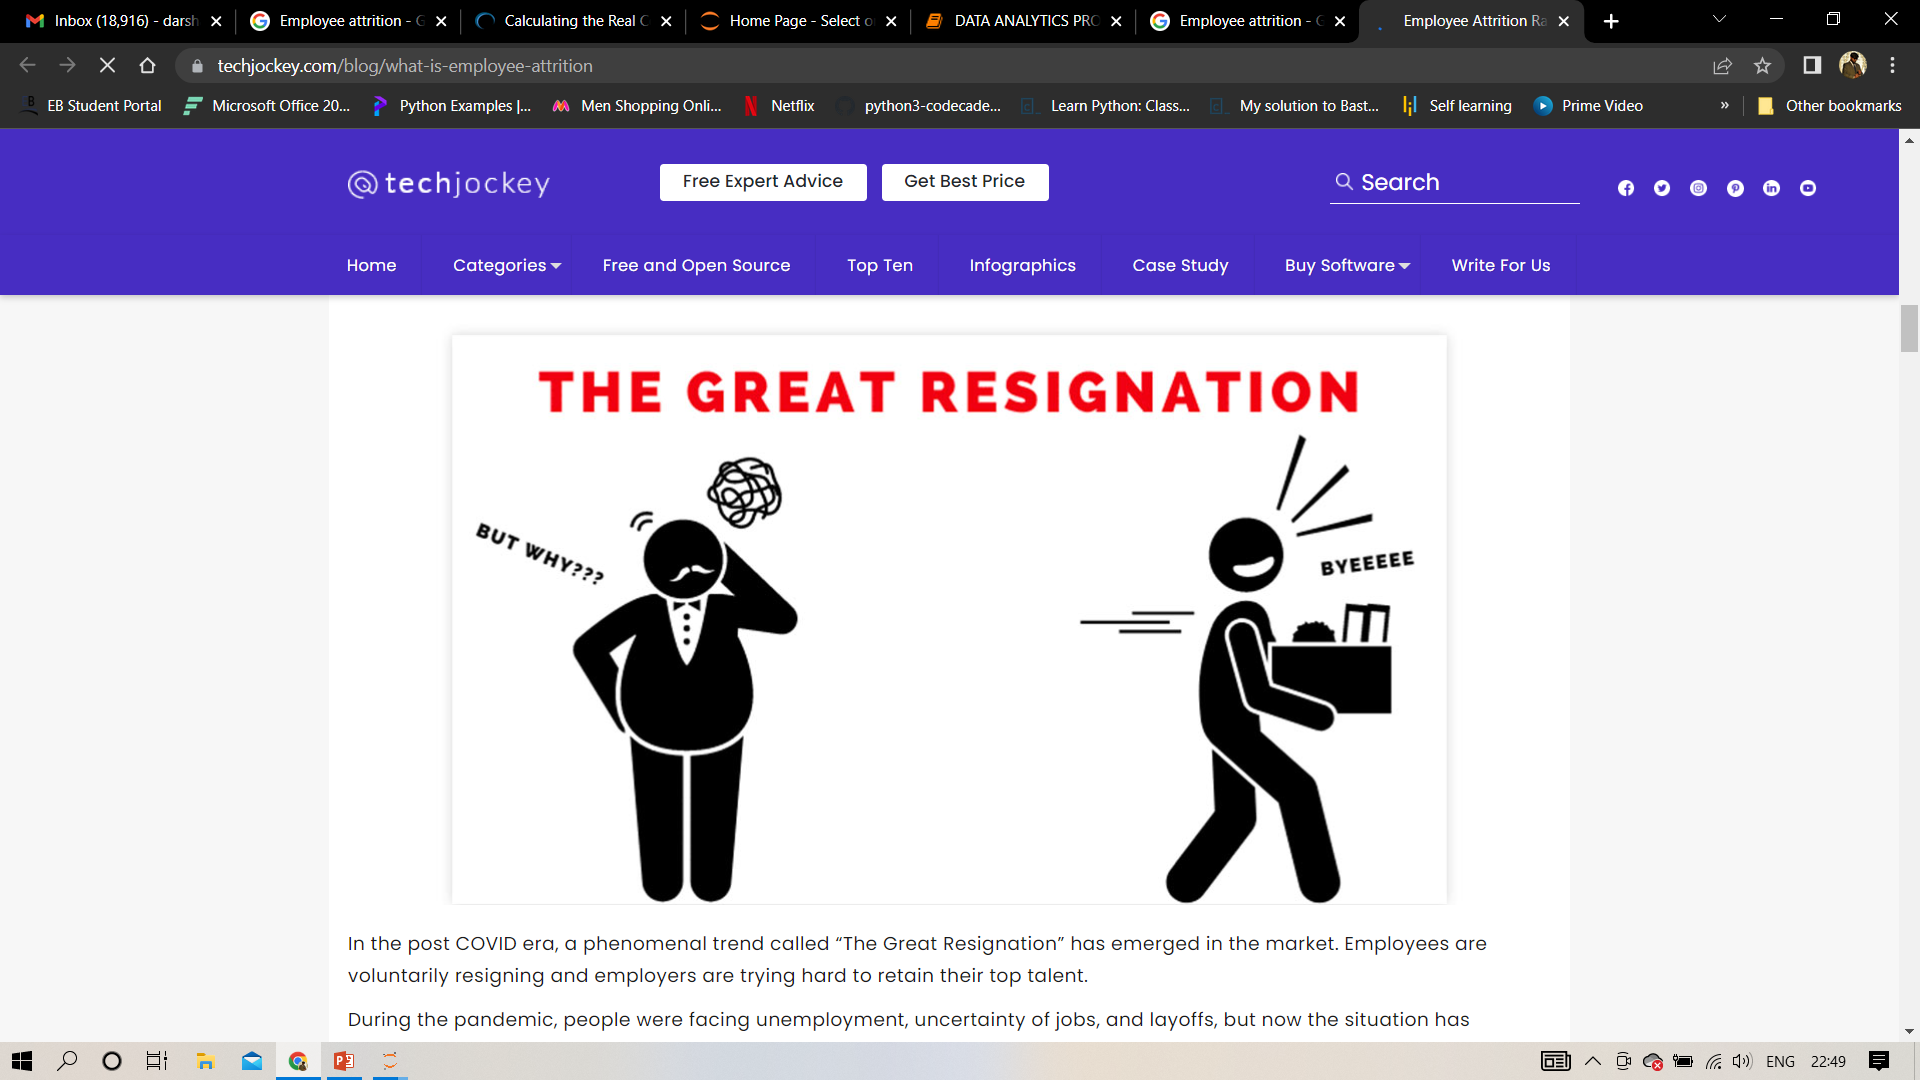 Inbox (18,916) - darsh
Employee attrition - G
Calculating the Real C
Home Page - Select o
DATA ANALYTICS PRO
Employee attrition - G
Employee Attrition Ra
techjockey.com/blog/what-is-employee-attrition
EB Student Portal
Microsoft Office 20...
Python Examples |...
Men Shopping Onli...
Netflix
python3-codecade...
Learn Python: Class...
My solution to Bast...
Self learning
Prime Video
»
Other bookmarks
techjockey
Free Expert Advice
Get Best Price
Search
Home
Categories
Free and Open Source
Top Ten
Infographics
Case Study
Buy Software
Write For Us
THE GREAT RESIGNATION
BUT WHY???
BYEEEEE
In the post COVID era, a phenomenal trend called “The Great Resignation” has emerged in the market. Employees are
voluntarily resigning and employers are trying hard to retain their top talent.
During the pandemic, people were facing unemployment, uncertainty of jobs, and layoffs, but now the situation has
ENG
22:49